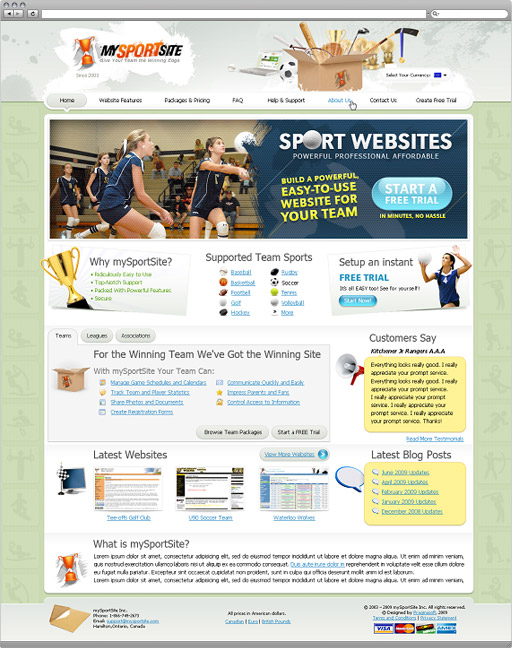 MYSPORTSITE
Give Your Team the Winning Edge
Since 2003
Select Your Currency:
Home
Website Features
Packages & Pricing
FAQ
Help & Support
About Us
Contact Us
Create Free Trial
SPORT WEBSITES
POWERFUL PROFESSIONAL AFFORDABLE
BUILD A POWERFUL,
EASY-TO-USE
WEBSITE FOR
YOUR TEAM
START A
FREE TRIAL
IN MINUTES, NO HASSLE
Why mySportSite?
• Ridiculously Easy to Use
• Top-Notch Support
• Packed With Powerful Features
• Secure
Supported Team Sports
Baseball
Basketball
Football
Golf
Hockey
Rugby
Soccer
Tennis
Volleyball
More
Setup an instant
FREE TRIAL
It's all EASY too! See for yourself!
Start Now!
Teams
Leagues
Associations
For the Winning Team We've Got the Winning Site
With mySportSite Your Team Can:
Manage Game Schedules and Calendars
Track Team and Player Statistics
Share Photos and Documents
Create Registration Forms
Communicate Quickly and Easily
Impress Parents and Fans
Control Access to Information
Browse Team Packages
Start a FREE Trial
Customers Say
Kitchener Jr Rangers A.A.A
Everything looks really good. I really
appreciate your prompt service.
Everything looks really good. I really
appreciate your prompt service.
I really appreciate your prompt
service. I really appreciate your
prompt service. Thanks!
Read More Testimonials
Latest Websites
View More Websites
Tee-offs Golf Club
U90 Soccer Team
Waterloo Wolves
Latest Blog Posts
June 2009 Updates
April 2009 Updates
February 2009 Updates
January 2009 Updates
December 2008 Updates
What is mySportSite?
Lorem ipsum dolor sit amet, consectetur adipisicing elit, sed do eiusmod tempor incididunt ut labore et dolore magna aliqua. Ut enim ad minim veniam,
quis nostrud exercitation ullamco laboris nisi ut aliquip ex ea commodo consequat. Duis aute irure dolor in reprehenderit in voluptate velit esse cillum dolore
eu fugiat nulla pariatur. Excepteur sint occaecat cupidatat non proident, sunt in culpa qui officia deserunt mollit anim id est laborum.
Lorem ipsum dolor sit amet, consectetur adipisicing elit, sed do eiusmod tempor incididunt ut labore et dolore magna aliqua. Ut enim ad minim veniam,
mySportSite Inc.
Phone: 1-866-749-2671
Email: support@mysportsite.com
Hamilton, Ontario, Canada
All prices in American dollars.
Canadian | Euro | British Pounds
© 2003 – 2009 mySportSite Inc. All rights reserved.
Terms and Conditions | Privacy Statement
VISA
AMEX